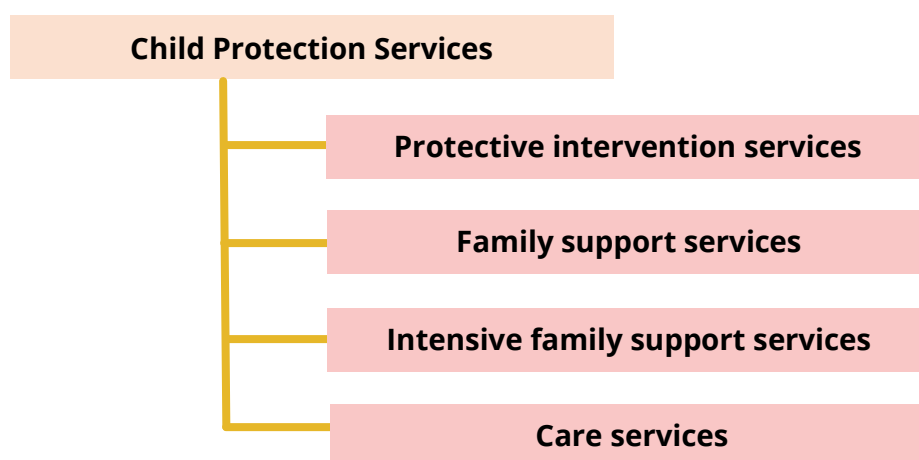 Child Protection Services
Protective intervention services
Family support services
Intensive family support services
Care services